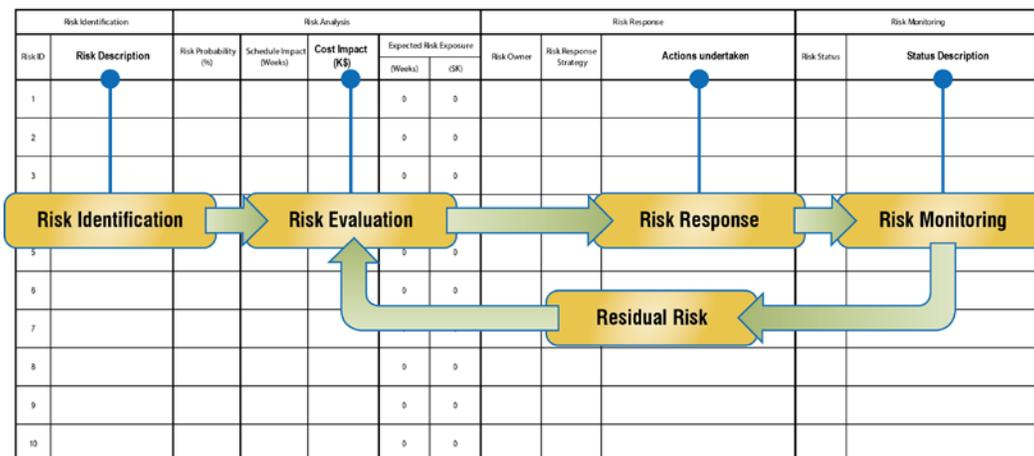 Risk Identification
Risk Analysis
Risk Response
Risk Monitoring
Risk ID
Risk Description
Risk Probability
(%)
Schedule Impact
(Weeks)
Cost Impact
(K$)
Expected Risk Exposure
(Weeks)
($K)
Risk Owner
Risk Response
Strategy
Actions undertaken
Risk Status
Status Description
1
0
0
2
0
0
3
0
0
Risk Identification
Risk Evaluation
Risk Response
Risk Monitoring
5
0
0
6
0
0
Residual Risk
7
8
0
0
9
0
0
10
0
0